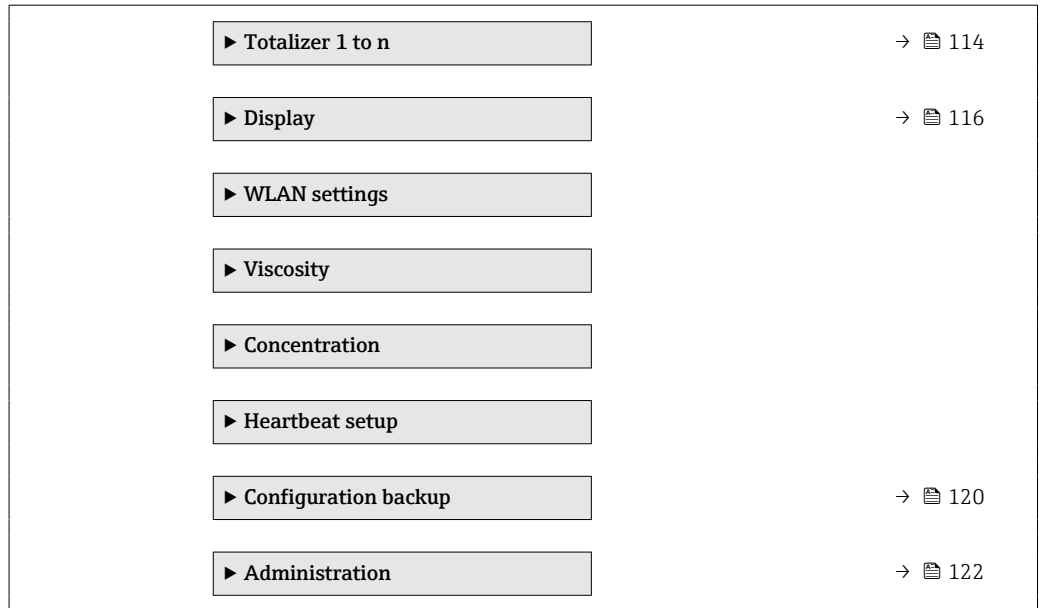 ▶ Totalizer 1 to n → 114
▶ Display → 116
▶ WLAN settings
▶ Viscosity
▶ Concentration
▶ Heartbeat setup
▶ Configuration backup → 120
▶ Administration → 122